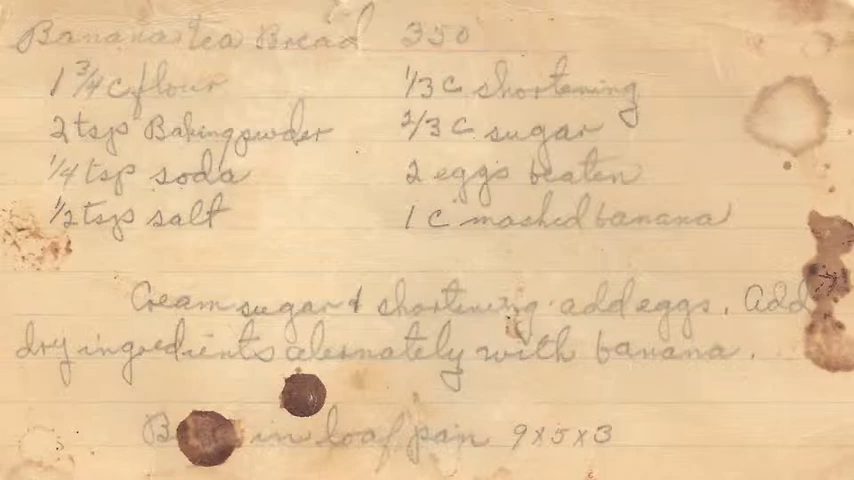 Banana Tea Bread 350
1 3/4 c flour 1/3 c shortening
2 tsp Baking powder 2/3 c sugar
1/4 tsp soda 2 eggs beaten
1/2 tsp salt 1 c mashed banana
Cream sugar & shortening. add eggs. Add
dry ingredients alernately with banana.
in loaf pan 9x5x3